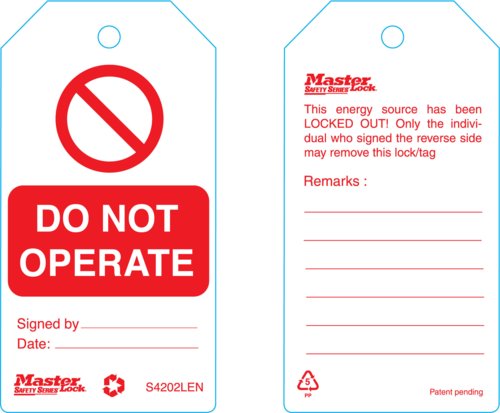 DO NOT
OPERATE
Signed by
Date:
Master Lock
SAFETY SERIES
S4202LEN
Master Lock
SAFETY SERIES
This energy source has been
LOCKED OUT! Only the indivi-
dual who signed the reverse side
may remove this lock/tag
Remarks :
5
PP
Patent pending